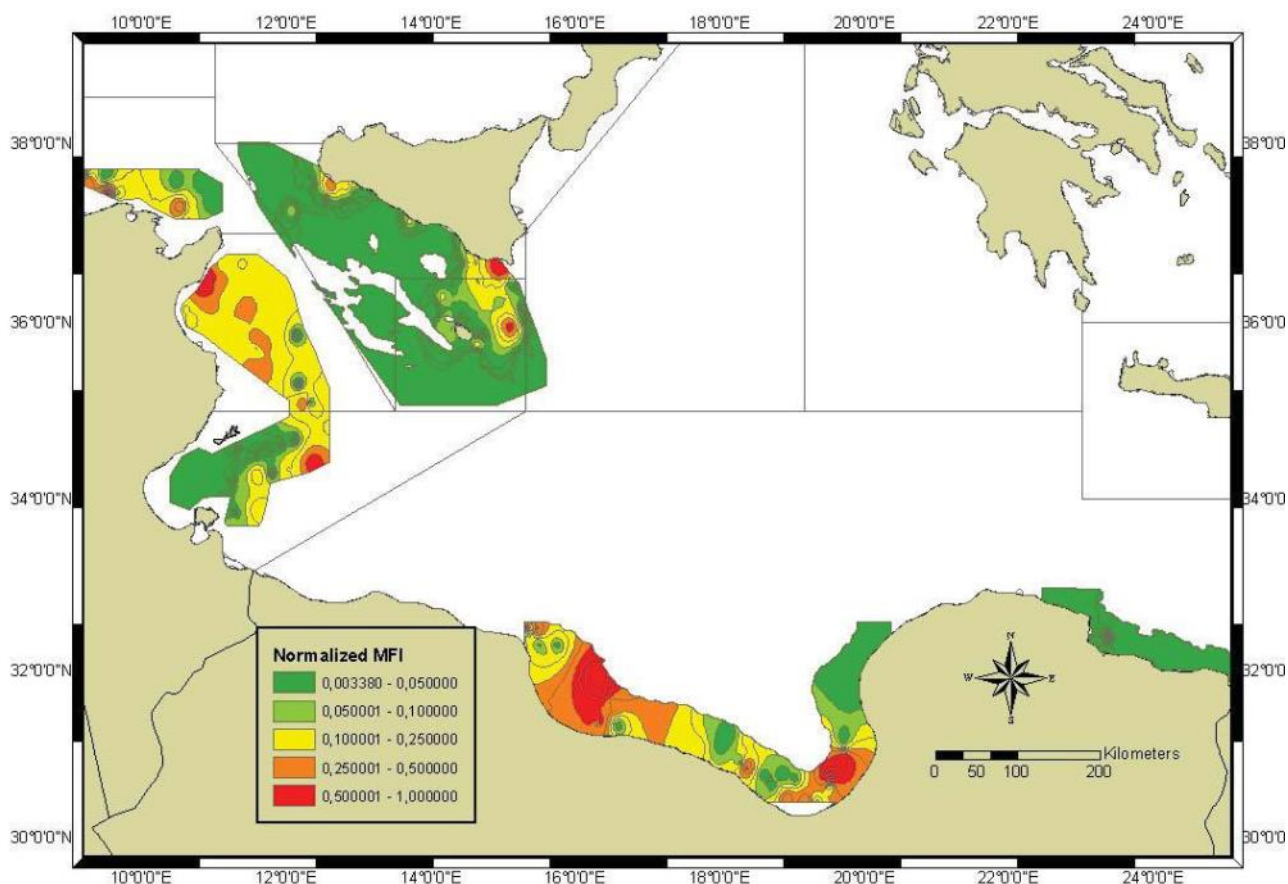 10°0'0"E 12°0'0"E 14°0'0"E 16°0'0"E 18°0'0"E 20°0'0"E 22°0'0"E 24°0'0"E
38°0'0"N 38°0'0
36°0'0"N 36°0'0
34°0'0"N 34°0'0
32°0'0"N 32°0'0
30°0'0"N 30°0'0
Normalized MFI
0,003380 - 0,050000
0,050001 - 0,100000
0,100001 - 0,250000
0,250001 - 0,500000
0,500001 - 1,000000
N
W E
S
Kilometers
0 50 100 200
10°0'0"E 12°0'0"E 14°0'0"E 16°0'0"E 18°0'0"E 20°0'0"E 22°0'0"E 24°0'0"E